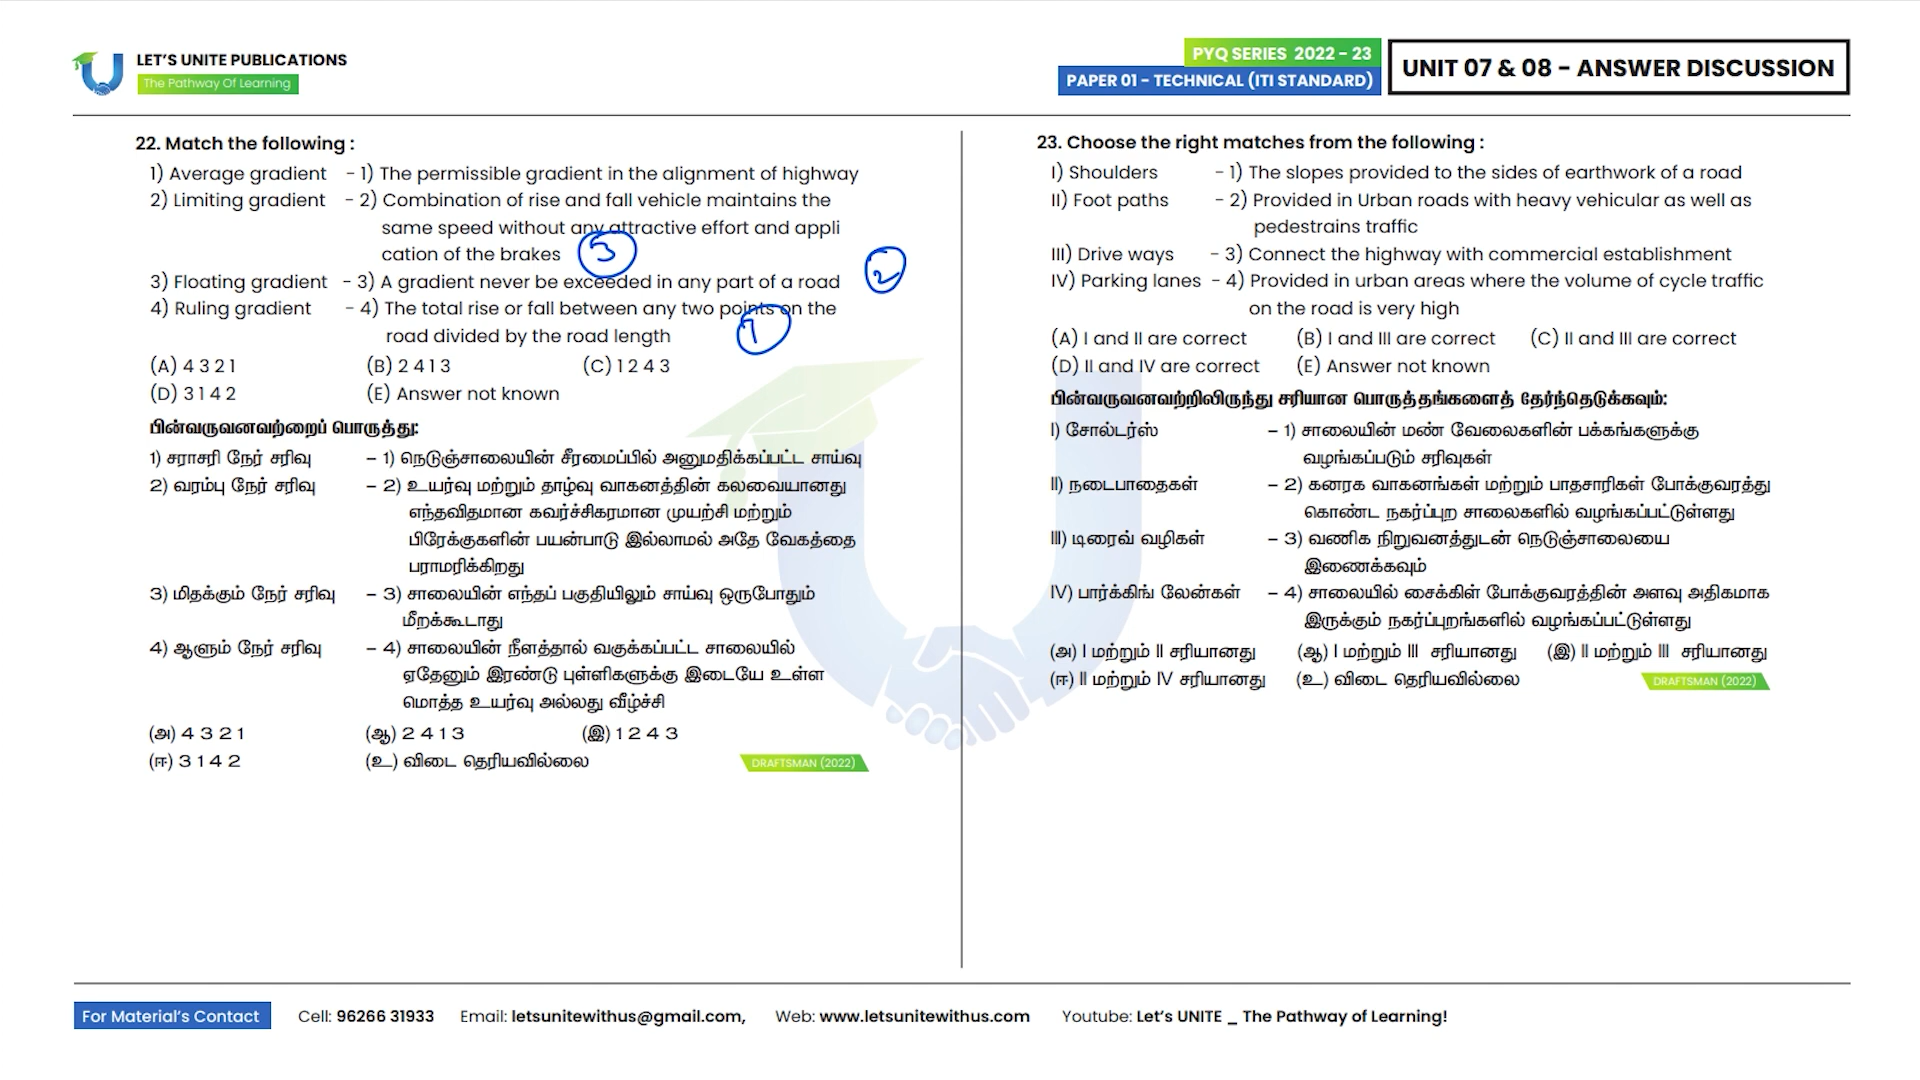 LET'S UNITE PUBLICATIONS
The Pathway Of Learning
PYQ SERIES 2022 - 23
PAPER 01 - TECHNICAL (ITI STANDARD)
UNIT 07 & 08 - ANSWER DISCUSSION
22. Match the following :
1) Average gradient - 1) The permissible gradient in the alignment of highway
2) Limiting gradient - 2) Combination of rise and fall vehicle maintains the
same speed without any attractive effort and appli
cation of the brakes 3
3) Floating gradient - 3) A gradient never be exceeded in any part of a road 2
4) Ruling gradient - 4) The total rise or fall between any two points on the
road divided by the road length 1
(A) 4 3 2 1 (B) 2 4 1 3 (C) 1 2 4 3
(D) 3 1 4 2 (E) Answer not known
பின்வருவனவற்றைப் பொருத்து:
1) சராசரி நேர் சரிவு - 1) நெடுஞ்சாலையின் சீரமைப்பில் அனுமதிக்கப்பட்ட சாய்வு
2) வரம்பு நேர் சரிவு - 2) உயர்வு மற்றும் தாழ்வு வாகனத்தின் கலவையானது
எந்தவிதமான கவர்ச்சிகரமான முயற்சி மற்றும்
பிரேக்குகளின் பயன்பாடு இல்லாமல் அதே வேகத்தை
பராமரிக்கிறது
3) மிதக்கும் நேர் சரிவு - 3) சாலையின் எந்தப் பகுதியிலும் சாய்வு ஒருபோதும்
மீறக்கூடாது
4) ஆளும் நேர் சரிவு - 4) சாலையின் நீளத்தால் வகுக்கப்பட்ட சாலையில்
ஏதேனும் இரண்டு புள்ளிகளுக்கு இடையே உள்ள
மொத்த உயர்வு அல்லது வீழ்ச்சி
(அ) 4 3 2 1 (ஆ) 2 4 1 3 (இ) 1 2 4 3
(ஈ) 3 1 4 2 (உ) விடை தெரியவில்லை
DRAFTSMAN (2022)
23. Choose the right matches from the following :
I) Shoulders - 1) The slopes provided to the sides of earthwork of a road
II) Foot paths - 2) Provided in Urban roads with heavy vehicular as well as
pedestrains traffic
III) Drive ways - 3) Connect the highway with commercial establishment
IV) Parking lanes - 4) Provided in urban areas where the volume of cycle traffic
on the road is very high
(A) I and II are correct (B) I and III are correct (C) II and III are correct
(D) II and IV are correct (E) Answer not known
பின்வருவனவற்றிலிருந்து சரியான பொருத்தங்களைத் தேர்ந்தெடுக்கவும்:
I) சோல்டர்ஸ் - 1) சாலையின் மண் வேலைகளின் பக்கங்களுக்கு
வழங்கப்படும் சரிவுகள்
II) நடைபாதைகள் - 2) கனரக வாகனங்கள் மற்றும் பாதசாரிகள் போக்குவரத்து
கொண்ட நகர்ப்புற சாலைகளில் வழங்கப்பட்டுள்ளது
III) டிரைவ் வழிகள் - 3) வணிக நிறுவனத்துடன் நெடுஞ்சாலையை
இணைக்கவும்
IV) பார்க்கிங் லேன்கள் - 4) சாலையில் சைக்கிள் போக்குவரத்தின் அளவு அதிகமாக
இருக்கும் நகர்ப்புறங்களில் வழங்கப்பட்டுள்ளது
(அ) I மற்றும் II சரியானது (ஆ) I மற்றும் III சரியானது (இ) II மற்றும் III சரியானது
(ஈ) II மற்றும் IV சரியானது (உ) விடை தெரியவில்லை
DRAFTSMAN (2022)
For Material's Contact Cell: 96266 31933 Email: letsunitewithus@gmail.com, Web: www.letsunitewithus.com Youtube: Let's UNITE _ The Pathway of Learning!